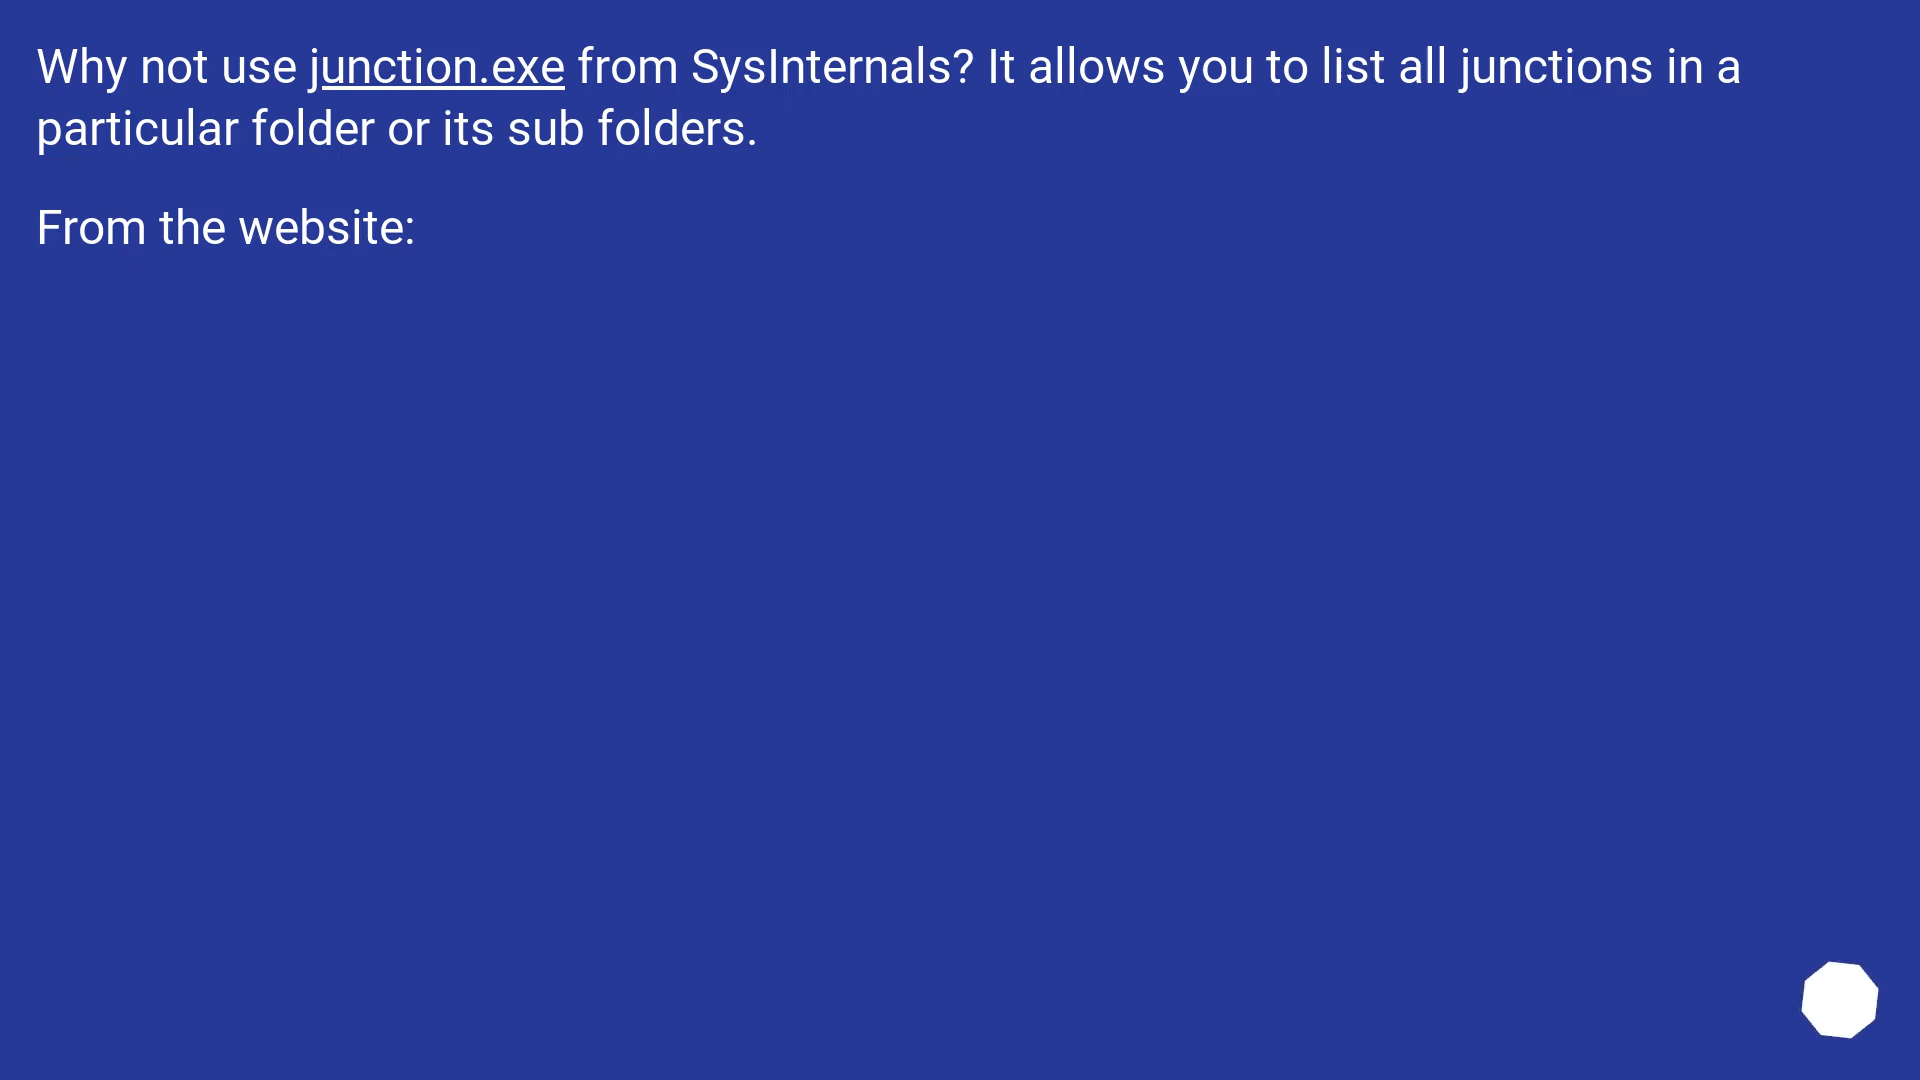 Why not use junction.exe from SysInternals? It allows you to list all junctions in a
particular folder or its sub folders.
From the website: